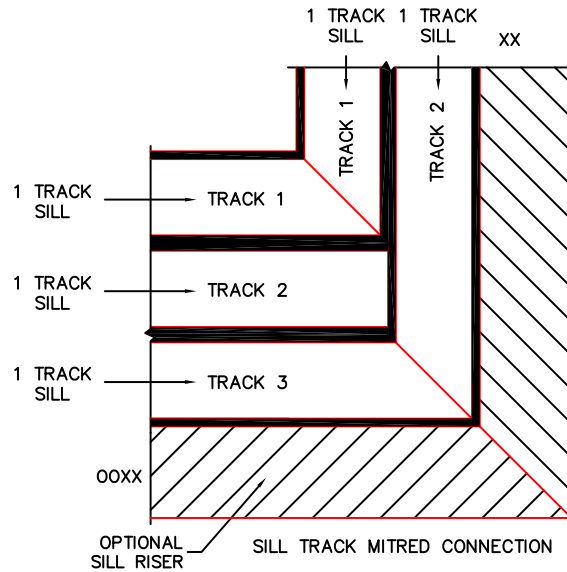 1 TRACK
SILL
1 TRACK
SILL
XX
TRACK 1
TRACK 2
1 TRACK
SILL
TRACK 1
1 TRACK
SILL
TRACK 2
1 TRACK
SILL
TRACK 3
OOXX
OPTIONAL
SILL RISER
SILL TRACK MITRED CONNECTION